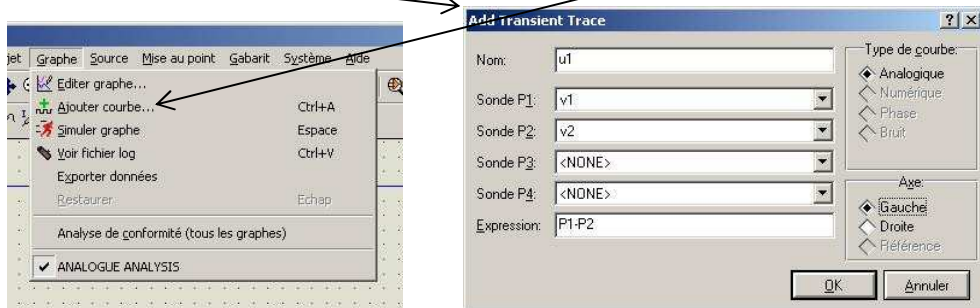 jet Graphe Source Mise au point Gabarit Système Aide
Editer graphe...
Ajouter courbe... Ctrl+A
Simuler graphe Espace
Voir fichier log Ctrl+V
Exporter données
Restaurer Echap
Analyse de conformité (tous les graphes)
ANALOGUE ANALYSIS
Add Transient Trace
Nom: u1
Sonde P1: v1
Sonde P2: v2
Sonde P3: <NONE>
Sonde P4: <NONE>
Expression: P1-P2
Type de courbe:
Analogique
Numérique
Phase
Bruit
Axe:
Gauche
Droite
Référence
OK Annuler